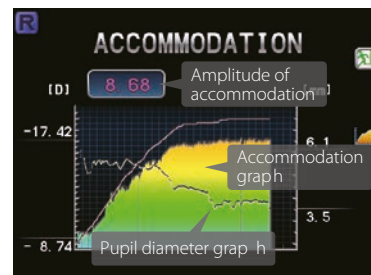 R
ACCOMMODATION
[D]
8 68
Amplitude of
accommodation
[mm]
-17.42
6.1
Accommodation
graph
3.5
- 8.74
Pupil diameter grap h